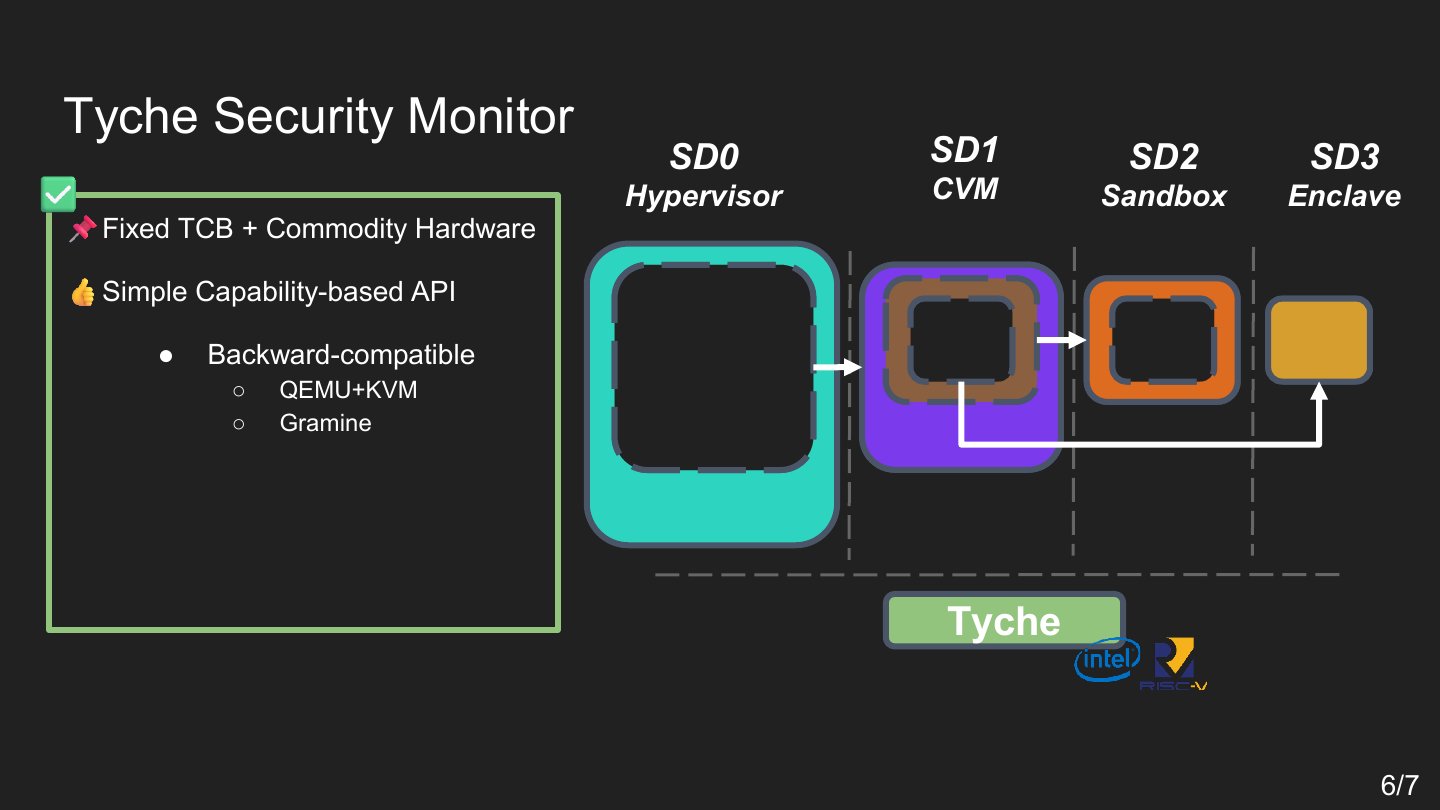 Tyche Security Monitor
📌 Fixed TCB + Commodity Hardware
👍 Simple Capability-based API
● Backward-compatible
○ QEMU+KVM
○ Gramine
SD0
Hypervisor
SD1
CVM
SD2
Sandbox
SD3
Enclave
Tyche
intel
RISC-V
6/7